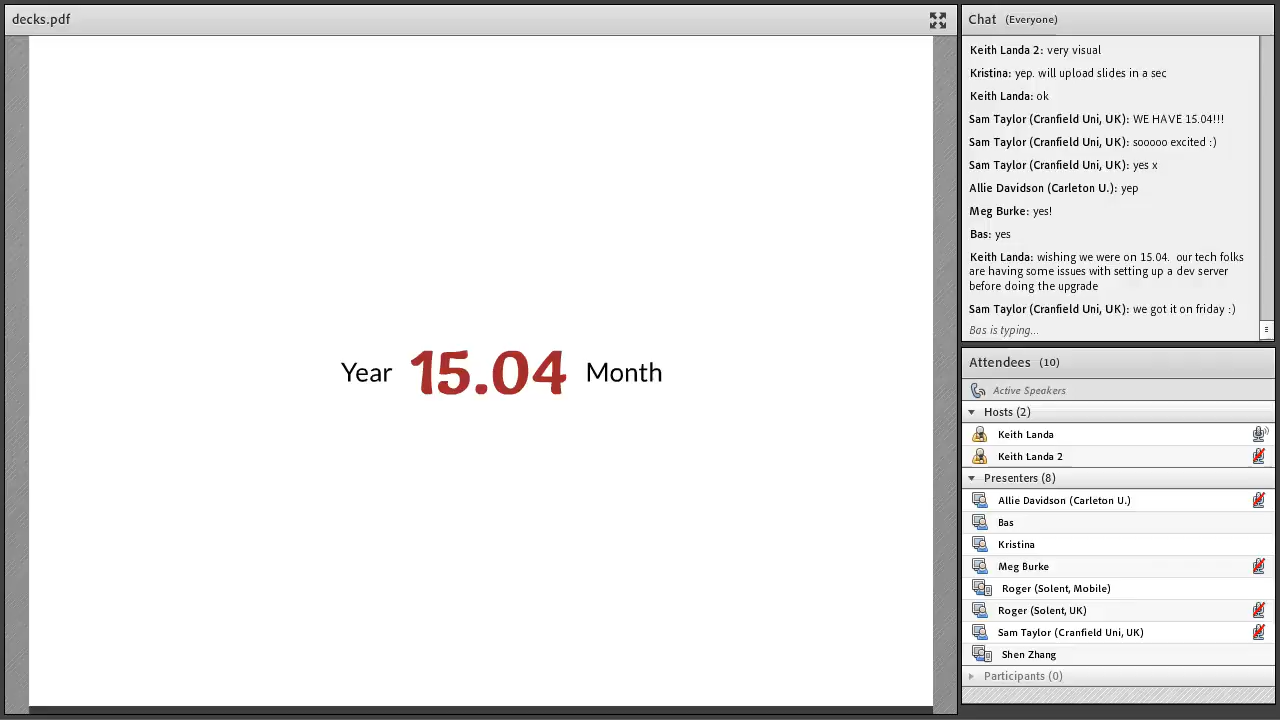 decks.pdf
Year 15.04 Month
Chat (Everyone)
Keith Landa 2: very visual
Kristina: yep. will upload slides in a sec
Keith Landa: ok
Sam Taylor (Cranfield Uni, UK): WE HAVE 15.04!!!
Sam Taylor (Cranfield Uni, UK): sooooo excited :)
Sam Taylor (Cranfield Uni, UK): yes x
Allie Davidson (Carleton U.): yep
Meg Burke: yes!
Bas: yes
Keith Landa: wishing we were on 15.04. our tech folks
are having some issues with setting up a dev server
before doing the upgrade
Sam Taylor (Cranfield Uni, UK): we got it on friday :)
Bas is typing...
Attendees (10)
Active Speakers
Hosts (2)
Keith Landa
Keith Landa 2
Presenters (8)
Allie Davidson (Carleton U.)
Bas
Kristina
Meg Burke
Roger (Solent, Mobile)
Roger (Solent, UK)
Sam Taylor (Cranfield Uni, UK)
Shen Zhang
Participants (0)